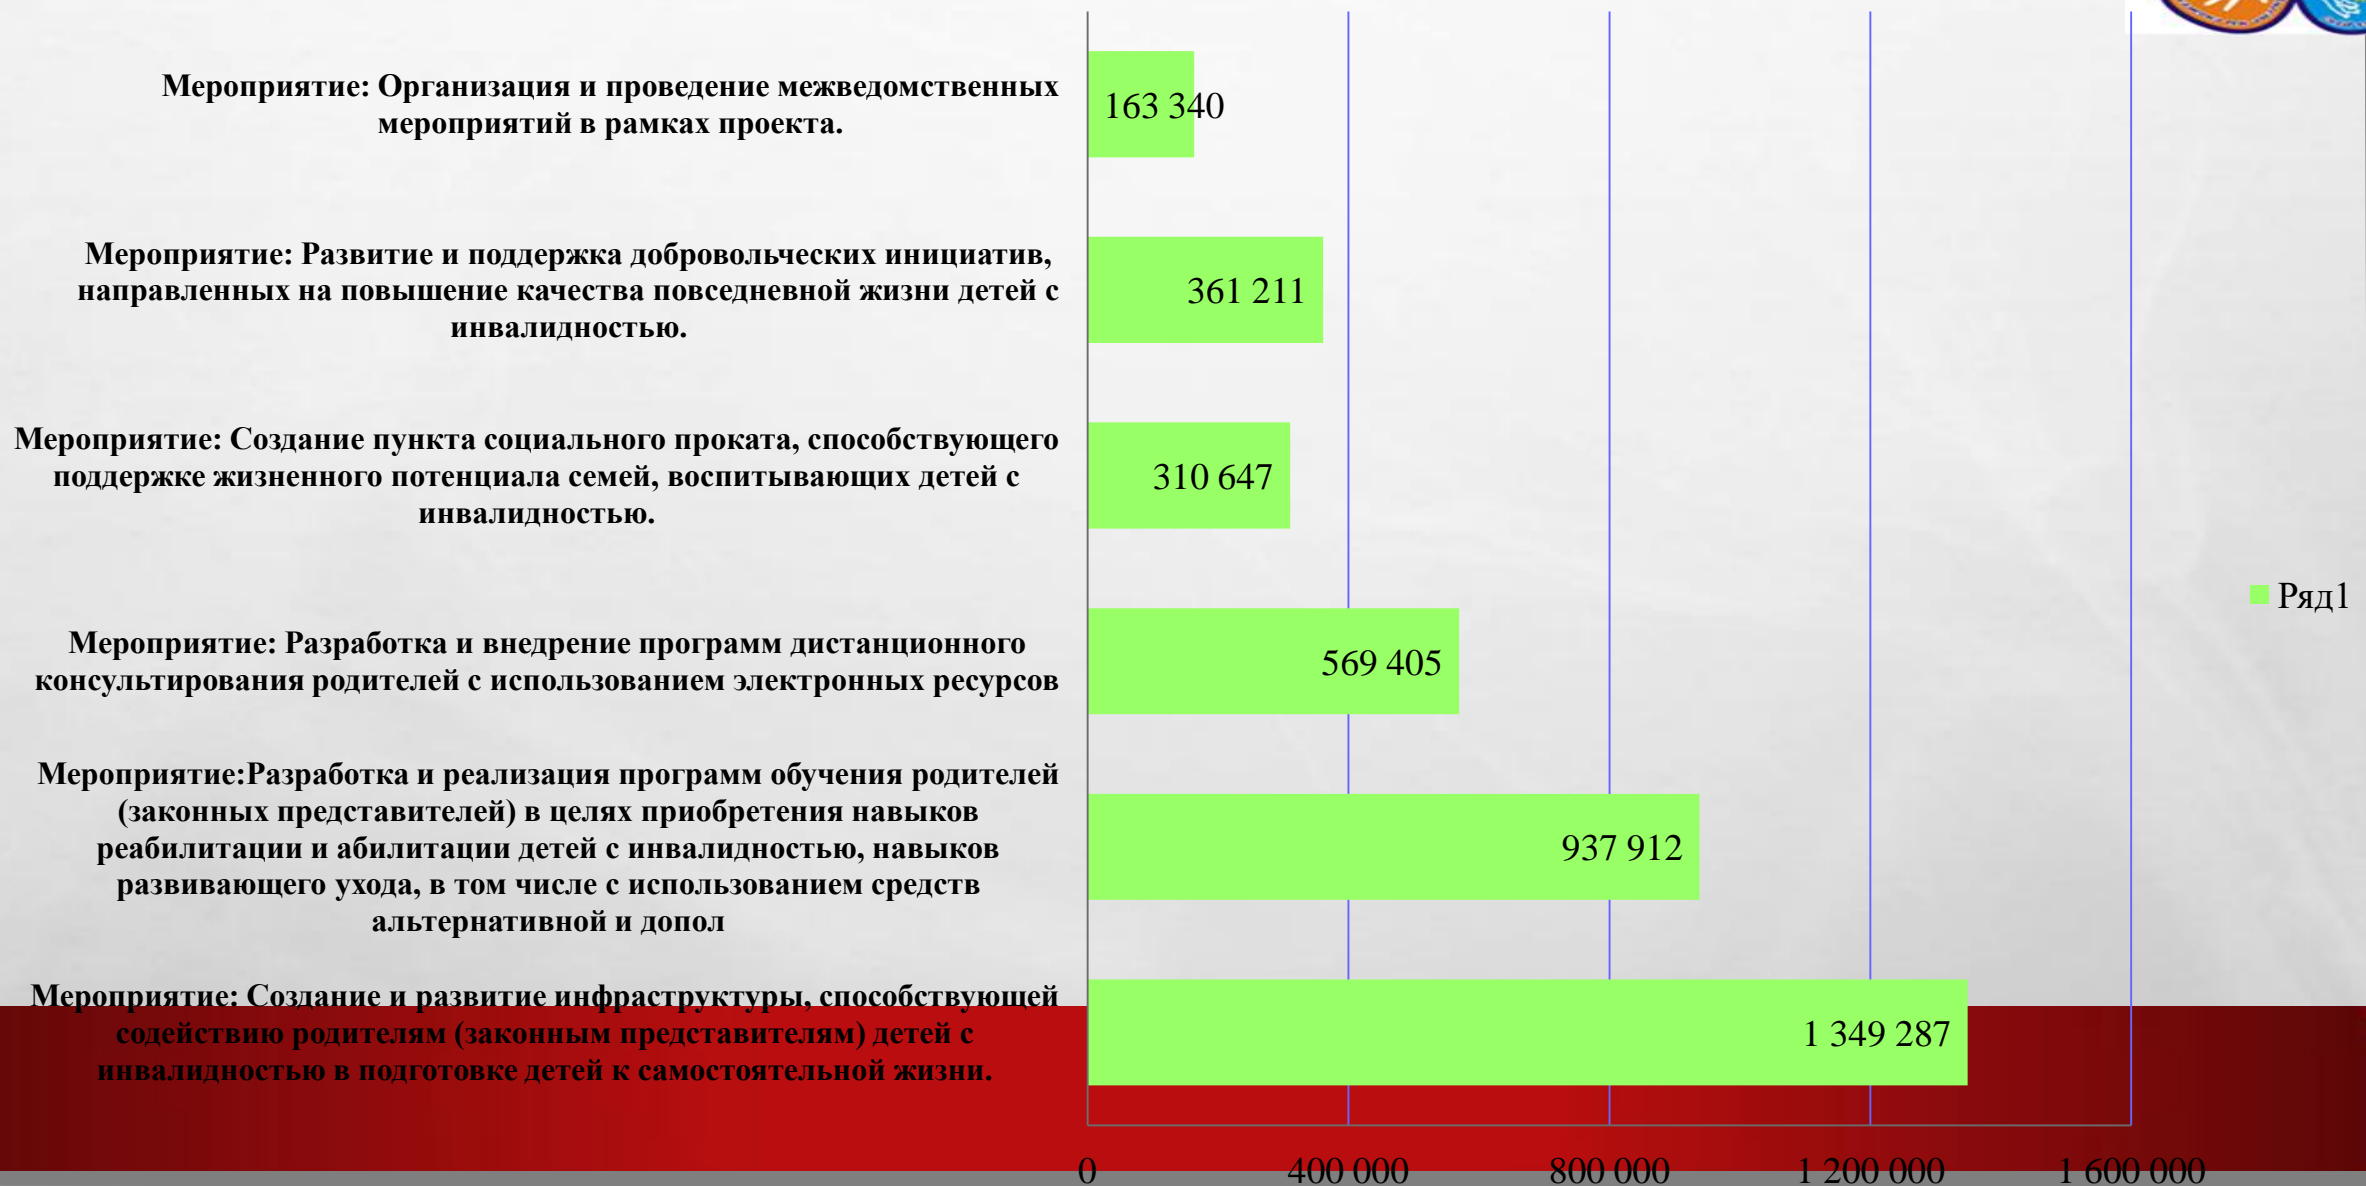 Мероприятие: Организация и проведение межведомственных
мероприятий в рамках проекта.
163 340
Мероприятие: Развитие и поддержка добровольческих инициатив,
направленных на повышение качества повседневной жизни детей с
инвалидностью.
361 211
Мероприятие: Создание пункта социального проката, способствующего
поддержке жизненного потенциала семей, воспитывающих детей с
инвалидностью.
310 647
Мероприятие: Разработка и внедрение программ дистанционного
консультирования родителей с использованием электронных ресурсов
569 405
Мероприятие:Разработка и реализация программ обучения родителей
(законных представителей) в целях приобретения навыков
реабилитации и абилитации детей с инвалидностью, навыков
развивающего ухода, в том числе с использованием средств
альтернативной и допол
937 912
Мероприятие: Создание и развитие инфраструктуры, способствующей
содействию родителям (законным представителям) детей с
инвалидностью в подготовке детей к самостоятельной жизни.
1 349 287
0 400 000 800 000 1 200 000 1 600 000
Ряд1